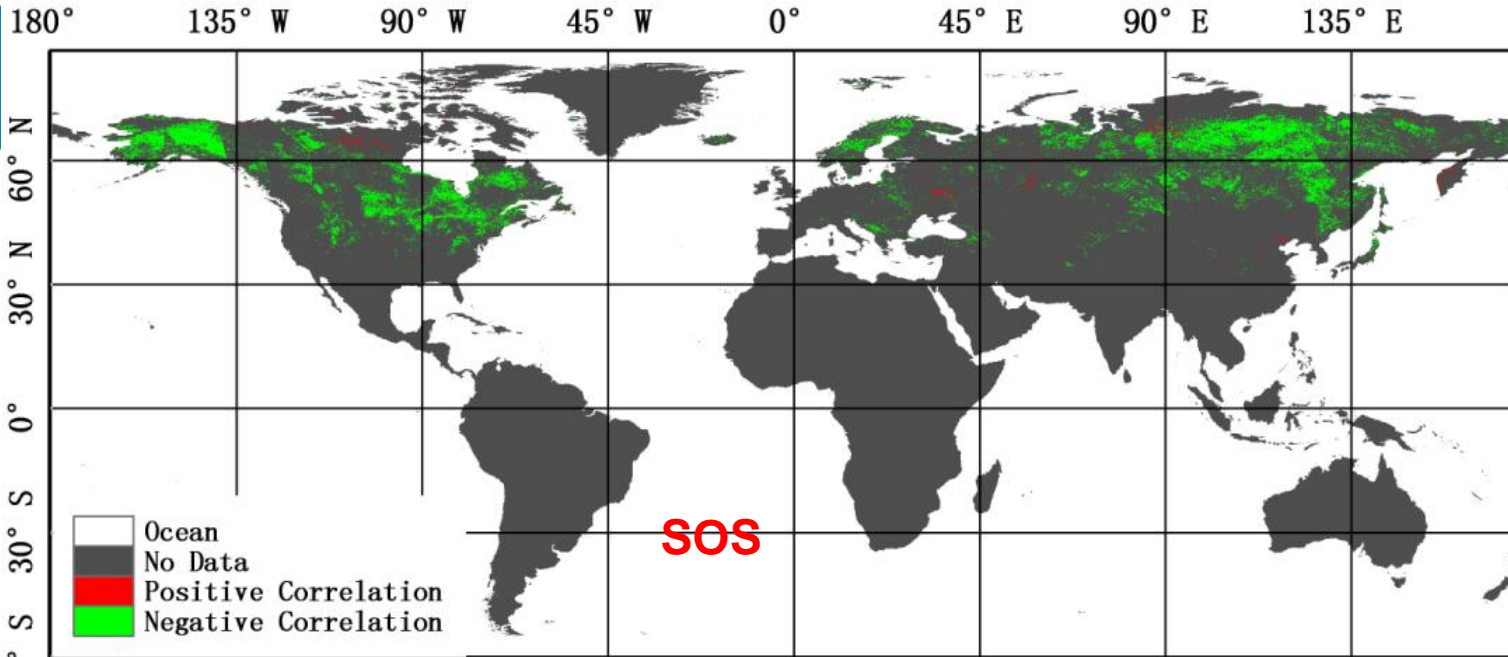 180° 135° W 90° W 45° W 0° 45° E 90° E 135° E
60° N
30° N
0°
30° S
S
SOS
Ocean
No Data
Positive Correlation
Negative Correlation